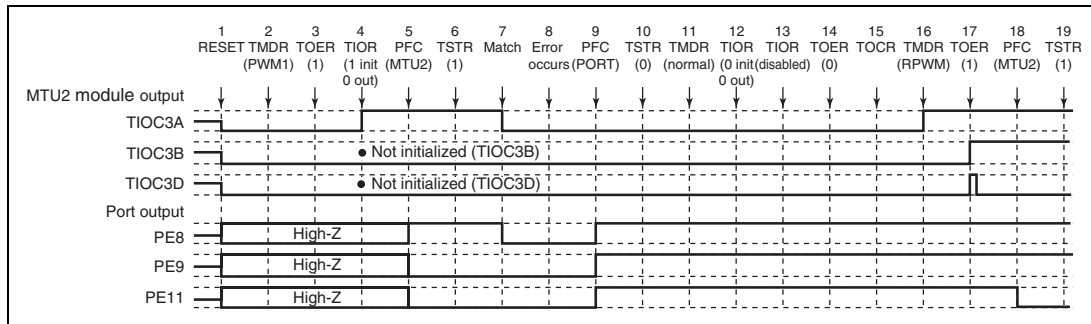 1 2 3 4 5 6 7 8 9 10 11 12 13 14 15 16 17 18 19
RESET TMDR TOER TIOR PFC TSTR Match Error PFC TSTR TMDR TIOR TIOR TOER TOCR TMDR TOER PFC TSTR
(PWM1) (1) (1 init (MTU2) (1) occurs (PORT) (0) (normal) (0 init (disabled) (0) (RPWM) (1) (MTU2) (1)
0 out) 0 out)
MTU2 module output
TIOC3A
TIOC3B • Not initialized (TIOC3B)
TIOC3D • Not initialized (TIOC3D)
Port output
PE8 High-Z
PE9 High-Z
PE11 High-Z